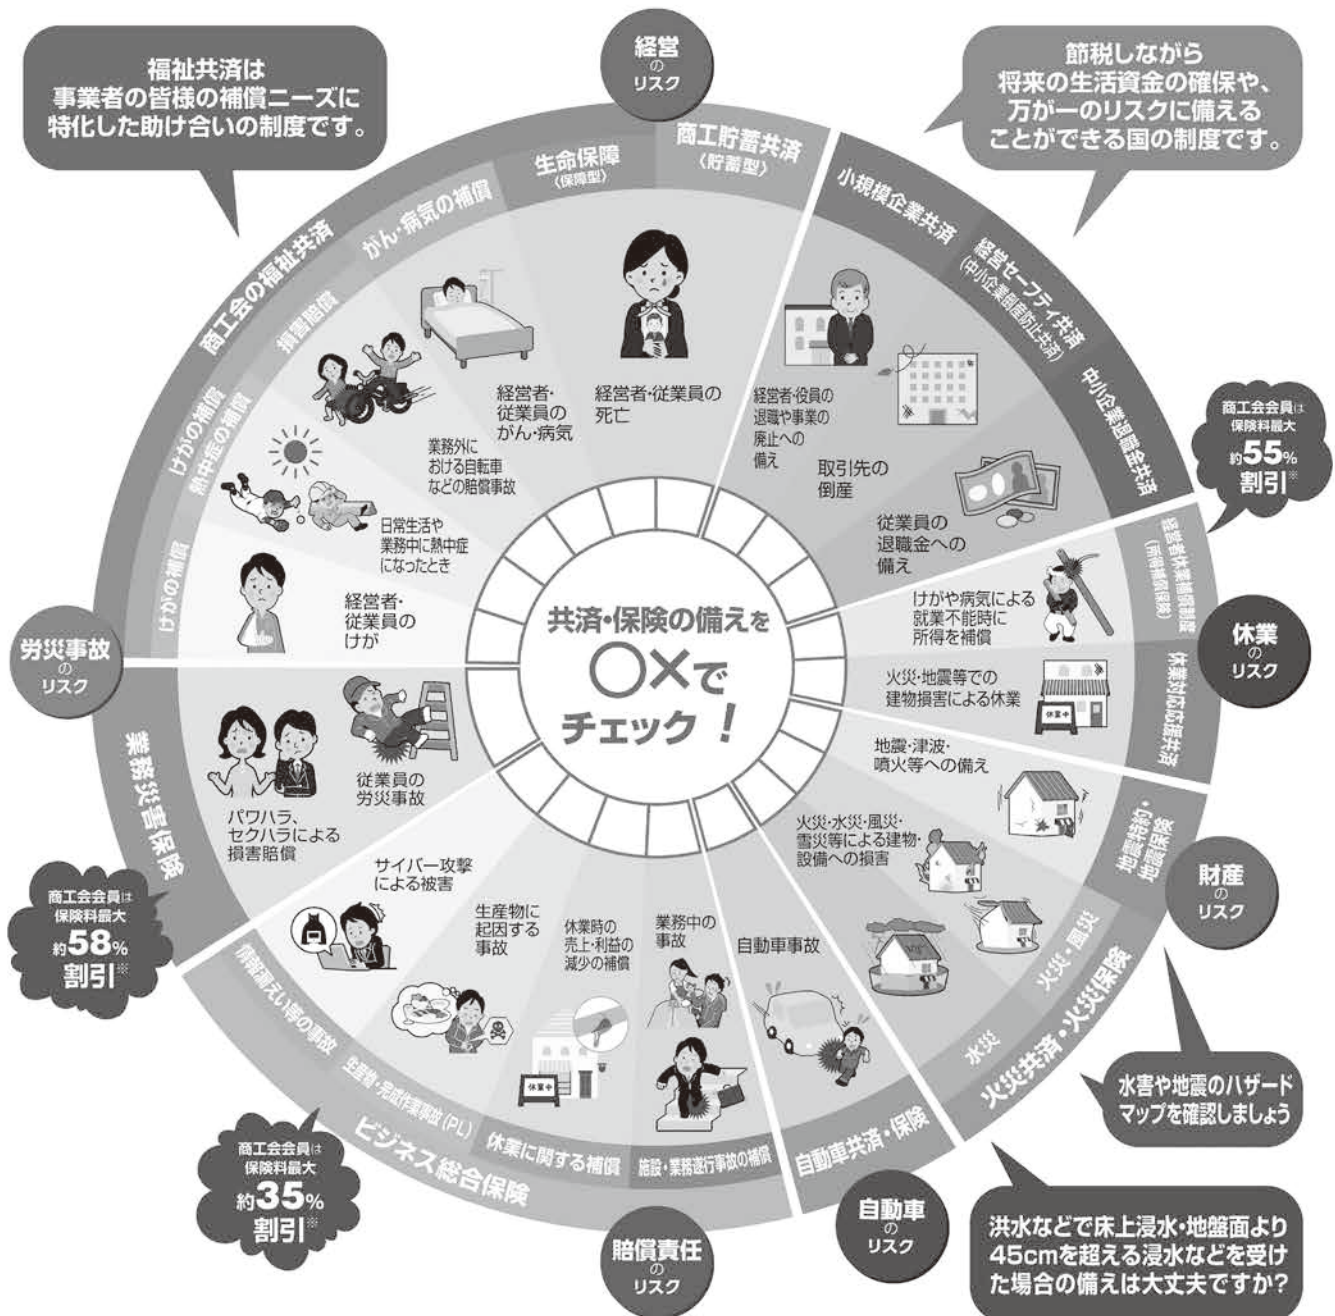 経営
の
リスク
福祉共済は
事業者の皆様の補償ニーズに
特化した助け合いの制度です。
節税しながら
将来の生活資金の確保や、
万が一のリスクに備える
ことができる国の制度です。
商工会の福祉共済
けがの補償
けがの補償
熱中症の補償
損害賠償
がん・病気の補償
生命保障
〈保障型〉
商工貯蓄共済
〈貯蓄型〉
小規模企業共済
経営セーフティ共済
(中小企業倒産防止共済)
中小企業退職金共済
経営者・
従業員の
けが
日常生活や
業務中に熱中症
になったとき
業務外に
おける自転車
などの賠償事故
経営者・
従業員の
がん・病気
経営者・従業員の
死亡
経営者・役員の
退職や事業の
廃止への
備え
取引先の
倒産
従業員の
退職金への
備え
商工会会員は
保険料最大
約55%
割引※
経営者休業補償制度
(所得補償保険)
けがや病気による
就業不能時に
所得を補償
休業
の
リスク
休業対応応援共済
火災・地震等での
建物損害による休業
休業中
共済・保険の備えを
○×で
チェック!
地震・津波・
噴火等への備え
地震特約・
地震保険
財産
の
リスク
火災・水災・風災・
雪災等による建物・
設備への損害
火災・風災
水災
火災共済・火災保険
水害や地震のハザード
マップを確認しましょう
洪水などで床上浸水・地盤面より
45cmを超える浸水などを受け
た場合の備えは大丈夫ですか?
自動車事故
自動車共済・保険
自動車
の
リスク
業務中の
事故
施設・業務遂行事故の補償
休業時の
売上・利益の
減少の補償
休業中
休業に関する補償
生産物に
起因する
事故
生産物・完成作業事故(PL)
サイバー攻撃
による被害
情報漏えい等の事故
ビジネス総合保険
賠償責任
の
リスク
商工会会員は
保険料最大
約35%
割引※
労災事故
の
リスク
業務災害保険
従業員の
労災事故
パワハラ、
セクハラによる
損害賠償
商工会会員は
保険料最大
約58%
割引※